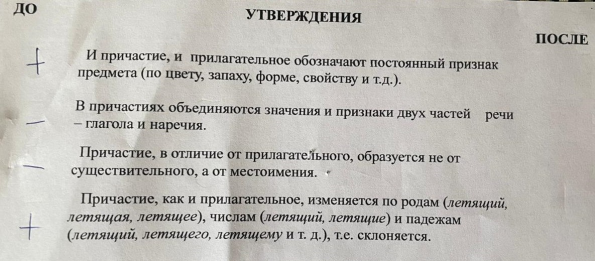 ДО
УТВЕРЖДЕНИЯ
ПОСЛЕ
+ И причастие, и прилагательное обозначают постоянный признак
предмета (по цвету, запаху, форме, свойству и т.д.).
В причастиях объединяются значения и признаки двух частей речи
– – глагола и наречия.
Причастие, в отличие от прилагательного, образуется не от
– существительного, а от местоимения.
Причастие, как и прилагательное, изменяется по родам (летящий,
+ летящая, летящее), числам (летящий, летящие) и падежам
(летящий, летящего, летящему и т. д.), т.е. склоняется.